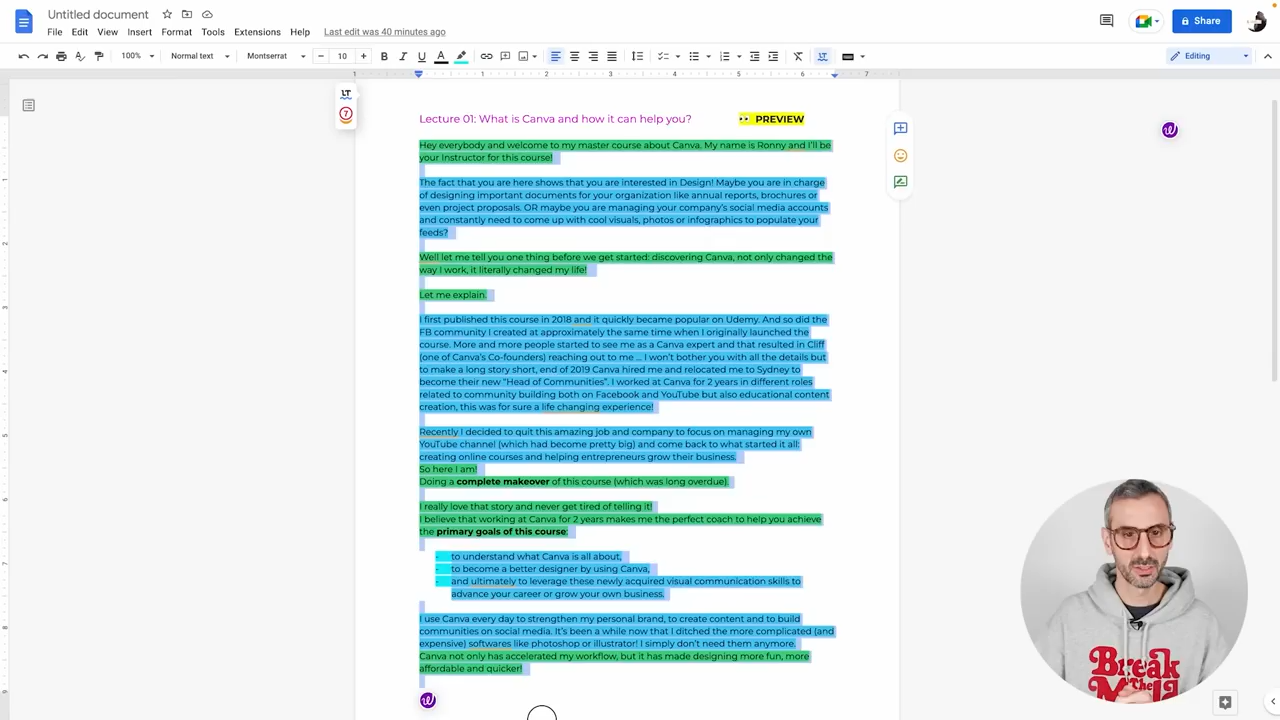 Untitled document
File Edit View Insert Format Tools Extensions Help Last edit was 40 minutes ago
Share
100% Normal text Montserrat 10 Editing
1 1 2 3 4 5 6 7
Lecture 01: What is Canva and how it can help you? 👀 PREVIEW
Hey everybody and welcome to my master course about Canva. My name is Ronny and I'll be
your Instructor for this course!
The fact that you are here shows that you are interested in Design! Maybe you are in charge
of designing important documents for your organization like annual reports, brochures or
even project proposals. OR maybe you are managing your company's social media accounts
and constantly need to come up with cool visuals, photos or infographics to populate your
feeds?
Well let me tell you one thing before we get started: discovering Canva, not only changed the
way I work, it literally changed my life!
Let me explain.
I first published this course in 2018 and it quickly became popular on Udemy. And so did the
FB community I created at approximately the same time when I originally launched the
course. More and more people started to see me as a Canva expert and that resulted in Cliff
(one of Canva's Co-founders) reaching out to me ... I won't bother you with all the details but
to make a long story short, end of 2019 Canva hired me and relocated me to Sydney to
become their new "Head of Communities". I worked at Canva for 2 years in different roles
related to community building both on Facebook and YouTube but also educational content
creation, this was for sure a life changing experience!
Recently I decided to quit this amazing job and company to focus on managing my own
YouTube channel (which had become pretty big) and come back to what started it all:
creating online courses and helping entrepreneurs grow their business.
So here I am!
Doing a complete makeover of this course (which was long overdue).
I really love that story and never get tired of telling it!
I believe that working at Canva for 2 years makes me the perfect coach to help you achieve
the primary goals of this course:
- to understand what Canva is all about,
- to become a better designer by using Canva,
- and ultimately to leverage these newly acquired visual communication skills to
advance your career or grow your own business.
I use Canva every day to strengthen my personal brand, to create content and to build
communities on social media. It's been a while now that I ditched the more complicated (and
expensive) softwares like photoshop or illustrator! I simply don't need them anymore.
Canva not only has accelerated my workflow, but it has made designing more fun, more
affordable and quicker!
Break
The